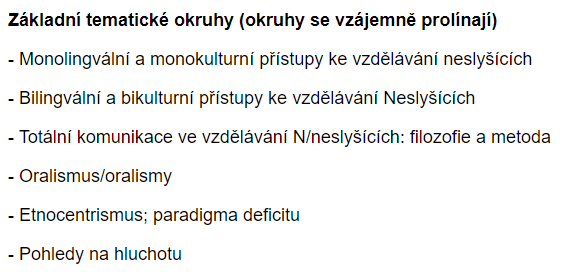 Základní tematické okruhy (okruhy se vzájemně prolínají)
- Monolingvální a monokulturní přístupy ke vzdělávání neslyšících
- Bilingvální a bikulturní přístupy ke vzdělávání Neslyšících
- Totální komunikace ve vzdělávání N/neslyšících: filozofie a metoda
- Oralismus/oralismy
- Etnocentrismus; paradigma deficitu
- Pohledy na hluchotu